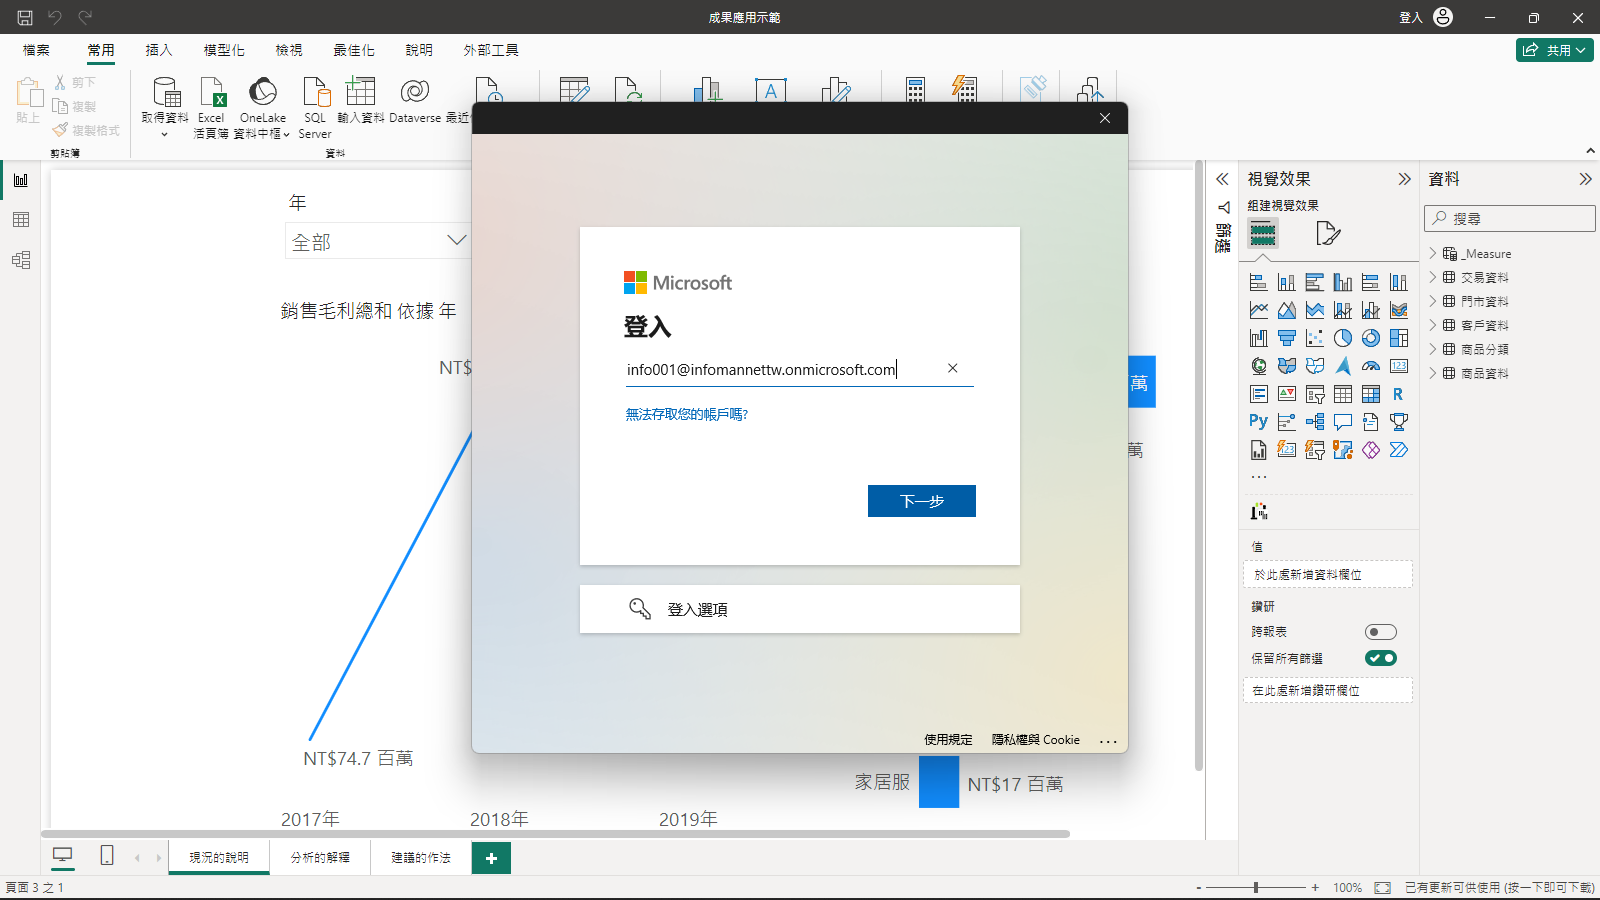 成果應用示範
登入
檔案 常用 插入 模型化 檢視 最佳化 說明 外部工具
共用
貼上
剪下
複製
複製格式
剪貼簿
取得資料
Excel
活頁簿
OneLake
資料中樞
SQL
Server
輸入資料
Dataverse
最近
資料
年
全部
銷售毛利總和 依據 年
NT$
NT$74.7 百萬
2017年 2018年 2019年
萬
萬
家居服 NT$17 百萬
Microsoft
登入
info001@infomannettw.onmicrosoft.com
無法存取您的帳戶嗎?
下一步
登入選項
使用規定 隱私權與 Cookie ...
篩選
視覺效果
組建視覺效果
123
R
Py
123
...
值
於此處新增資料欄位
鑽研
跨報表
保留所有篩選
在此處新增鑽研欄位
資料
搜尋
_Measure
交易資料
門市資料
客戶資料
商品分類
商品資料
現況的說明 分析的解釋 建議的作法 +
頁面 3 之 1
- + 100%
已有更新可供使用 (按一下即可下載)